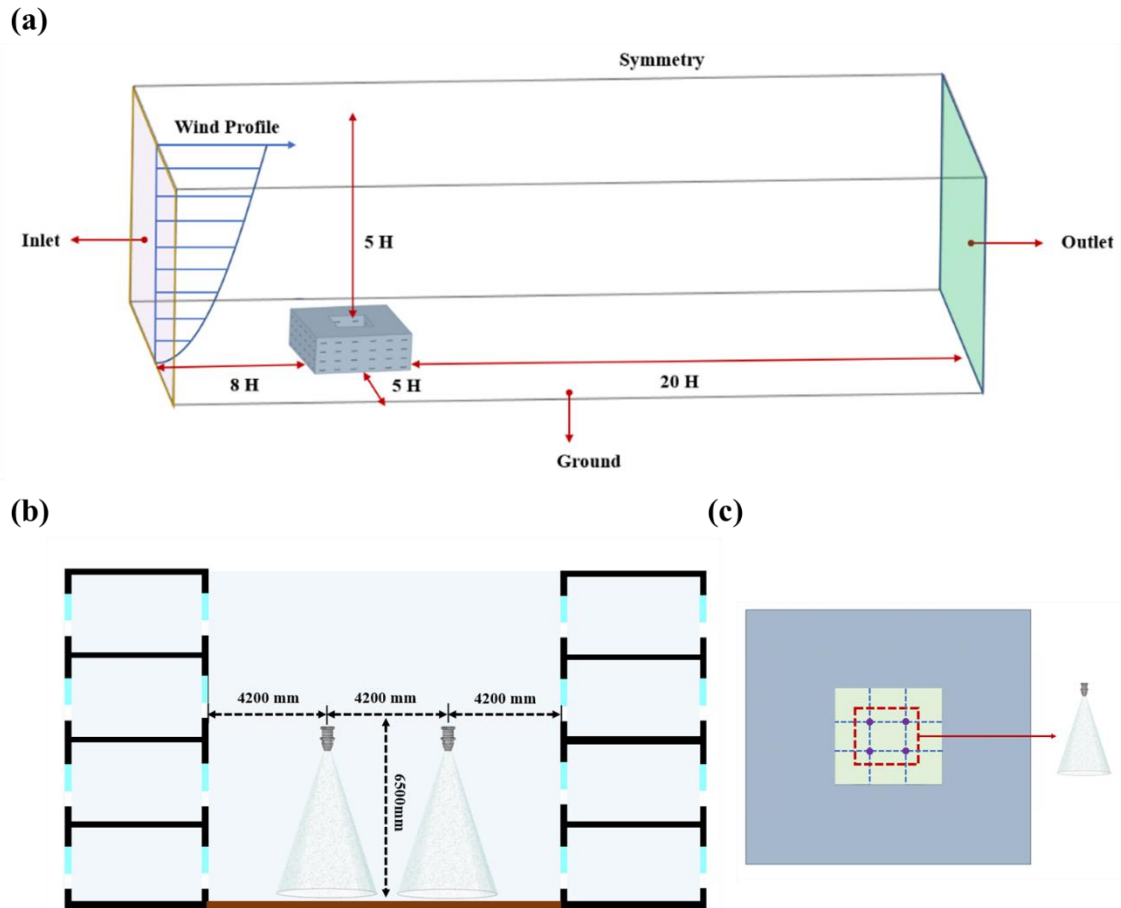 (a)
Symmetry
Wind Profile
Inlet
5 H
Outlet
8 H
5 H
20 H
Ground
(b)
(c)
4200 mm
4200 mm
4200 mm
6500mm